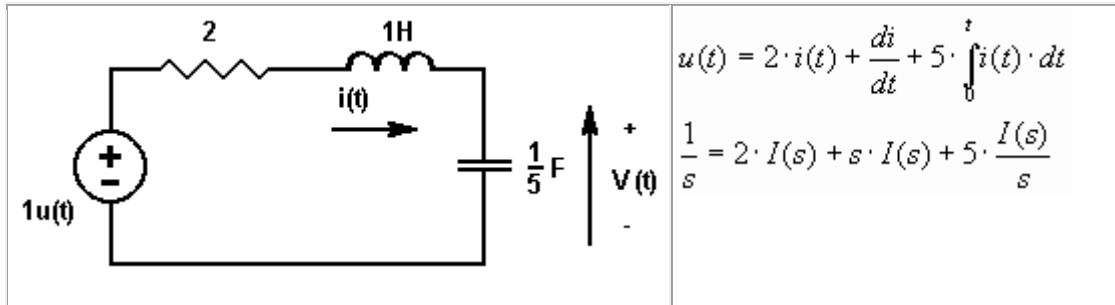 2
1H
i(t)
+
-
1u(t)
1/5 F
+
V(t)
-
u(t) = 2·i(t) + di/dt + 5·∫₀ᵗ i(t)·dt
1/s = 2·I(s) + s·I(s) + 5·I(s)/s